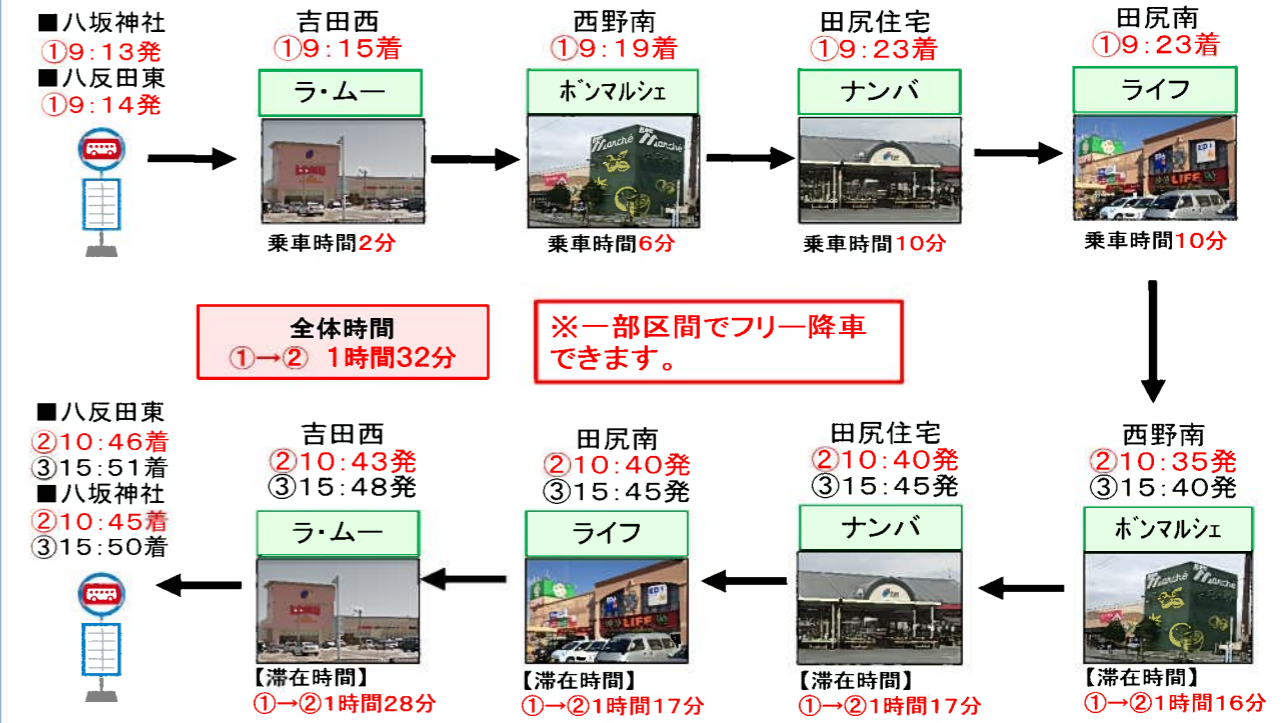 ■八坂神社
①9:13発
■八反田東
①9:14発
吉田西
①9:15着
ラ・ムー
乗車時間2分
西野南
①9:19着
ボンマルシェ
Marché Marché
乗車時間6分
田尻住宅
①9:23着
ナンバ
乗車時間10分
田尻南
①9:23着
ライフ
LIFE
乗車時間10分
全体時間
①→② 1時間32分
※一部区間でフリー降車
できます。
■八反田東
②10:46着
③15:51着
■八坂神社
②10:45着
③15:50着
吉田西
②10:43発
③15:48発
ラ・ムー
【滞在時間】
①→②1時間28分
田尻南
②10:40発
③15:45発
ライフ
LIFE
【滞在時間】
①→②1時間17分
田尻住宅
②10:40発
③15:45発
ナンバ
【滞在時間】
①→②1時間17分
西野南
②10:35発
③15:40発
ボンマルシェ
Marché Marché
【滞在時間】
①→②1時間16分